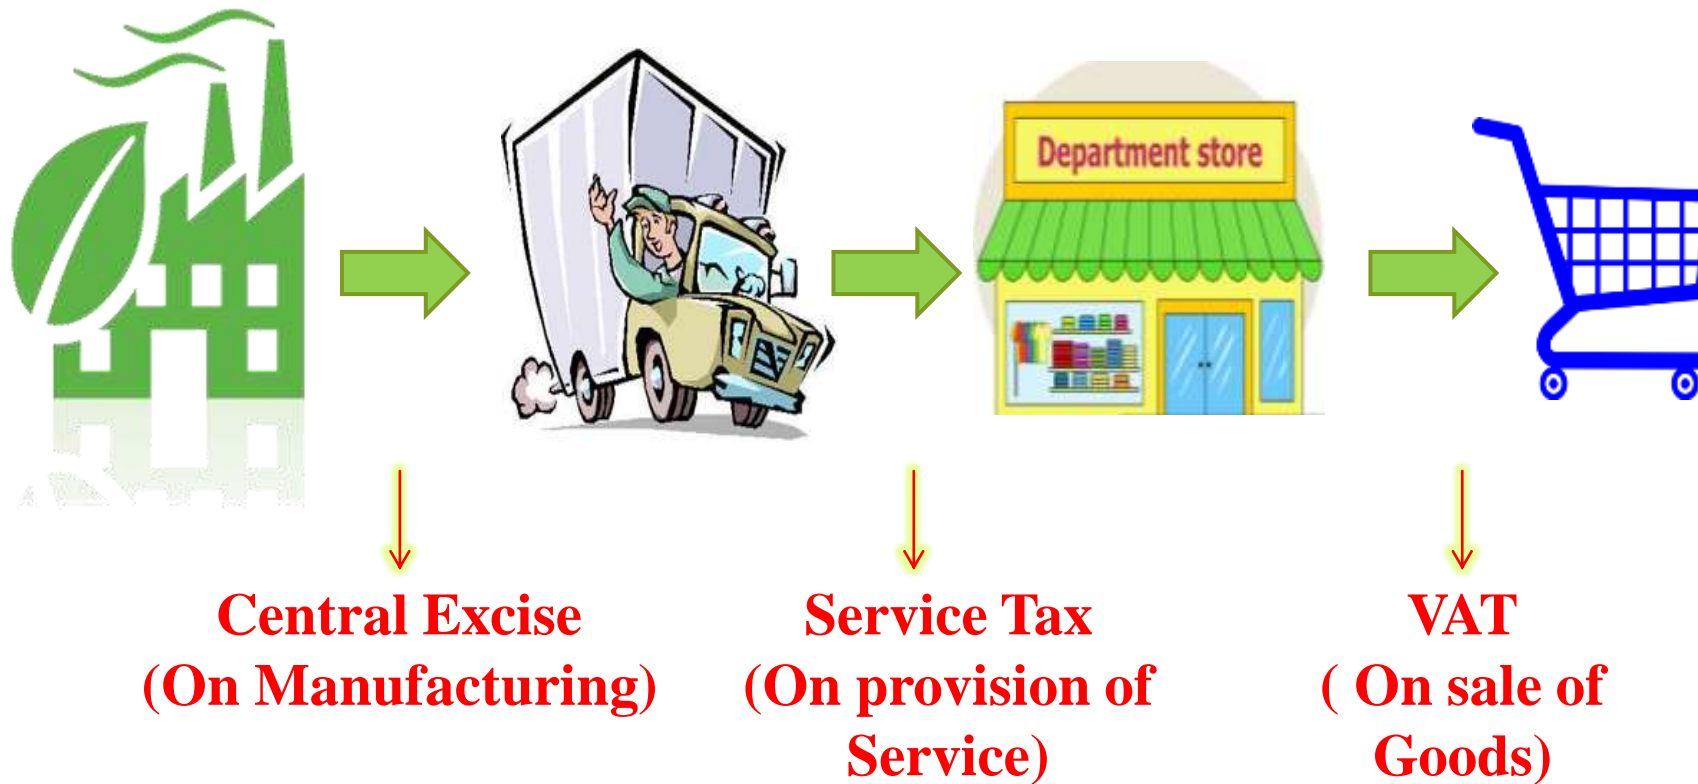 Department store
Central Excise
(On Manufacturing)
Service Tax
(On provision of
Service)
VAT
( On sale of
Goods)